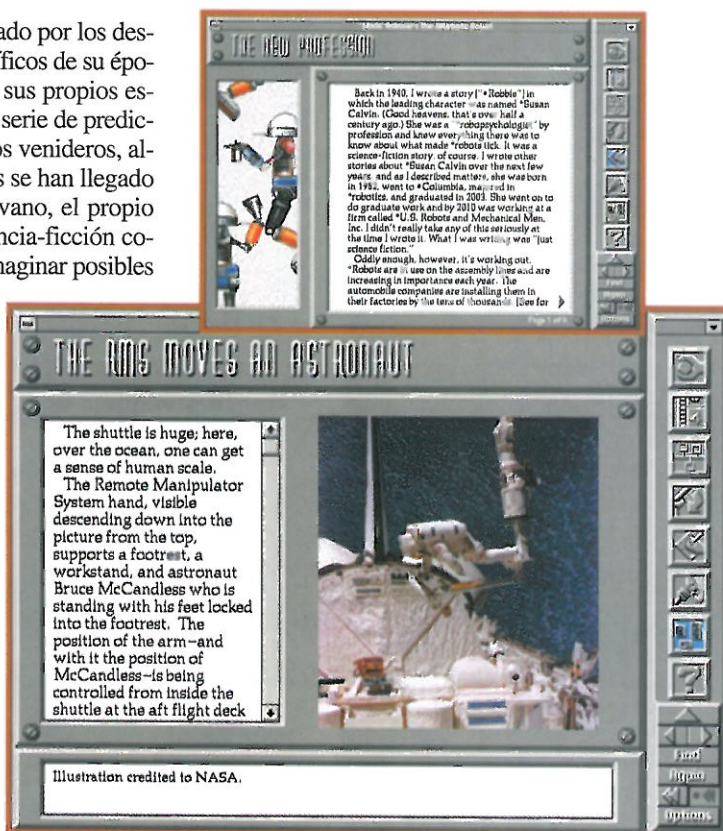 ado por los des-
íficos de su épo-
sus propios es-
serie de predic-
os venideros, al-
s se han llegado
vano, el propio
ncia-ficción co-
maginar posibles
THE NEW PROFESSION
Back in 1940, I wrote a story ["*Robbie"] in
which the leading character was named *Susan
Calvin. (Good heavens, that's over half a
century ago.) She was a "robopsychologist" by
profession and knew everything there was to
know about what made *robots tick. It was a
science-fiction story, of course. I wrote other
stories about *Susan Calvin over the next few
years, and as I described matters, she was born
in 1982, went to *Columbia, majored in
*robotics, and graduated in 2003. She went on to
do graduate work and by 2010 was working at a
firm called *U.S. Robots and Mechanical Men,
Inc. I didn't really take any of this seriously at
the time I wrote it. What I was writing was "just
science fiction."
Oddly enough, however, it's working out.
*Robots are in use on the assembly lines and are
increasing in importance each year. The
automobile companies are installing them in
their factories by the tens of thousands. [See for
THE RMS MOVES AN ASTRONAUT
The shuttle is huge; here,
over the ocean, one can get
a sense of human scale.
The Remote Manipulator
System hand, visible
descending down into the
picture from the top,
supports a footrest, a
workstand, and astronaut
Bruce McCandless who is
standing with his feet locked
into the footrest. The
position of the arm—and
with it the position of
McCandless—is being
controlled from inside the
shuttle at the aft flight deck
Illustration credited to NASA.
Find
Options